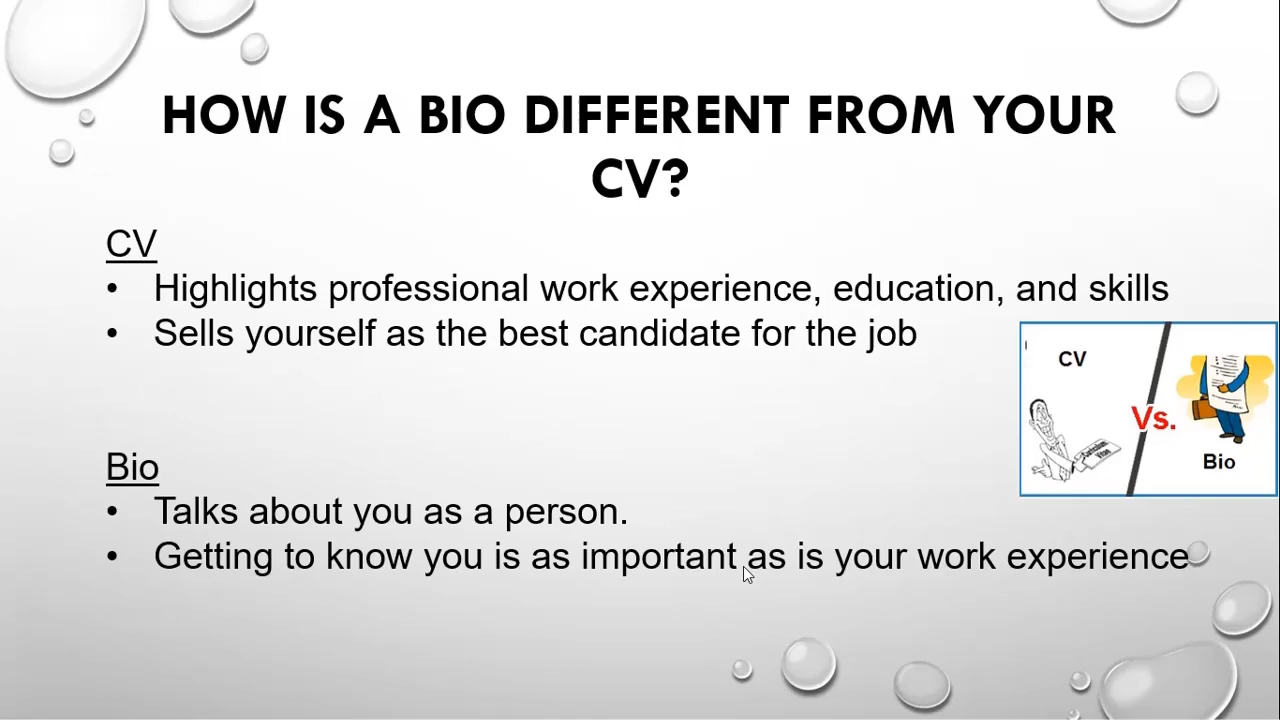 HOW IS A BIO DIFFERENT FROM YOUR
CV?
CV
• Highlights professional work experience, education, and skills
• Sells yourself as the best candidate for the job
CV
Vs.
Bio
Bio
• Talks about you as a person.
• Getting to know you is as important as is your work experience